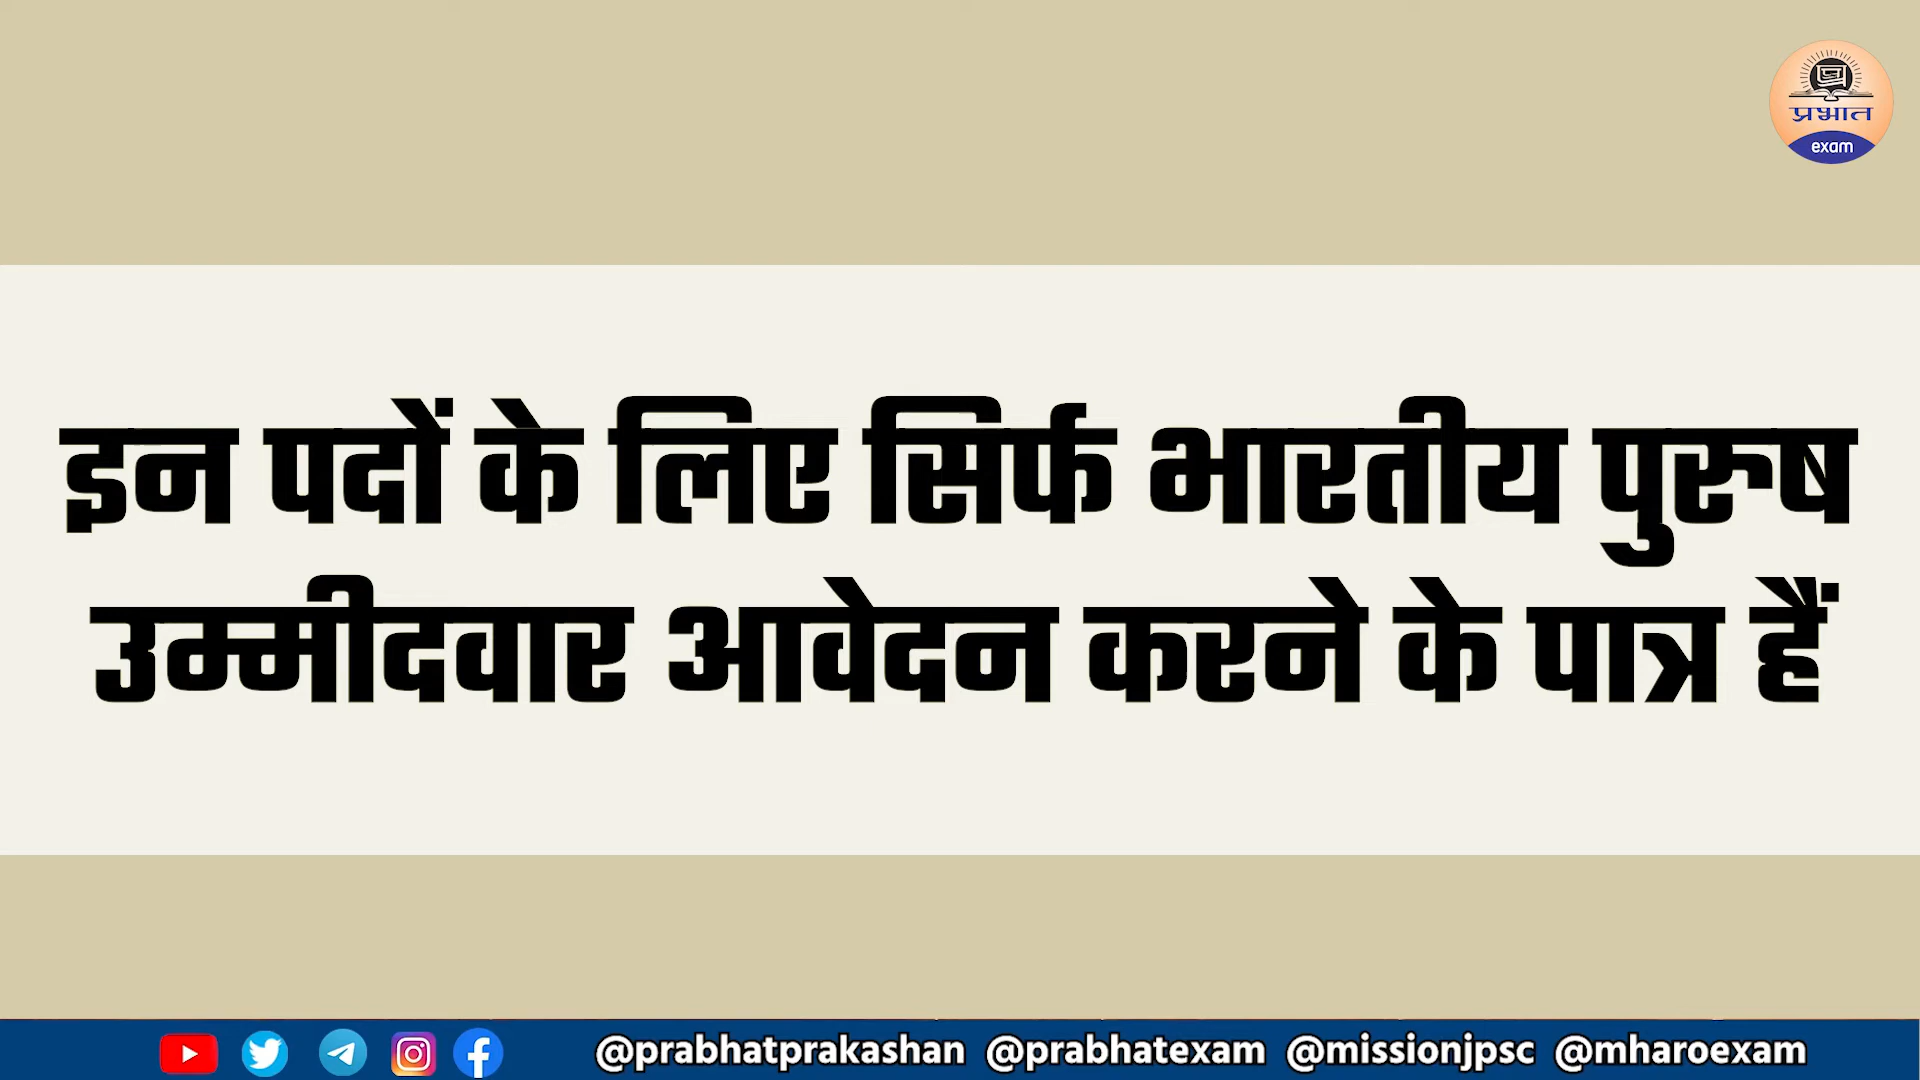 प्रभात
exam
इन पदों के लिए सिर्फ भारतीय पुरुष
उम्मीदवार आवेदन करने के पात्र हैं
@prabhatprakashan @prabhatexam @missionjpsc @mharoexam